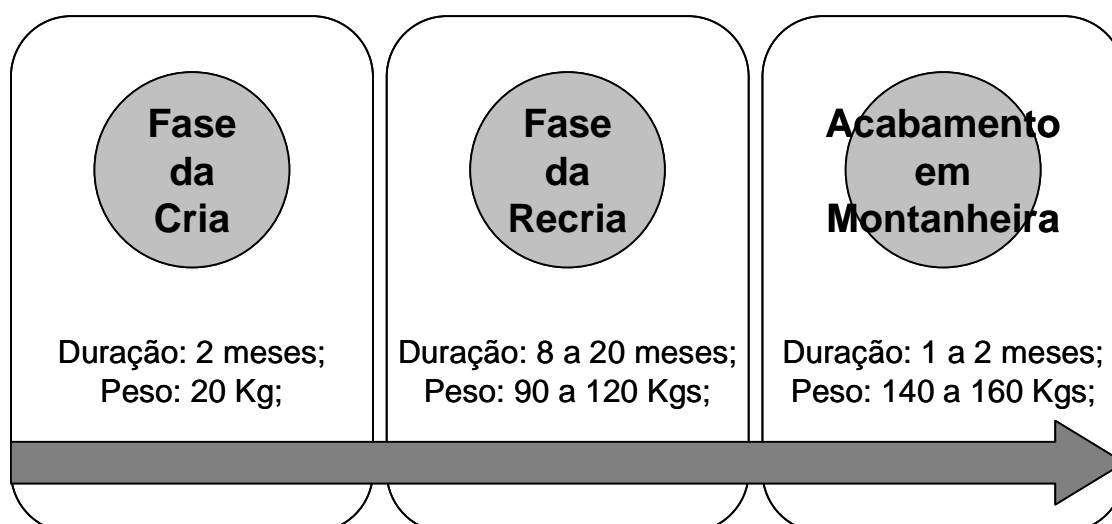 Fase
da
Cria
Duração: 2 meses;
Peso: 20 Kg;
Fase
da
Recria
Duração: 8 a 20 meses;
Peso: 90 a 120 Kgs;
Acabamento
em
Montanheira
Duração: 1 a 2 meses;
Peso: 140 a 160 Kgs;